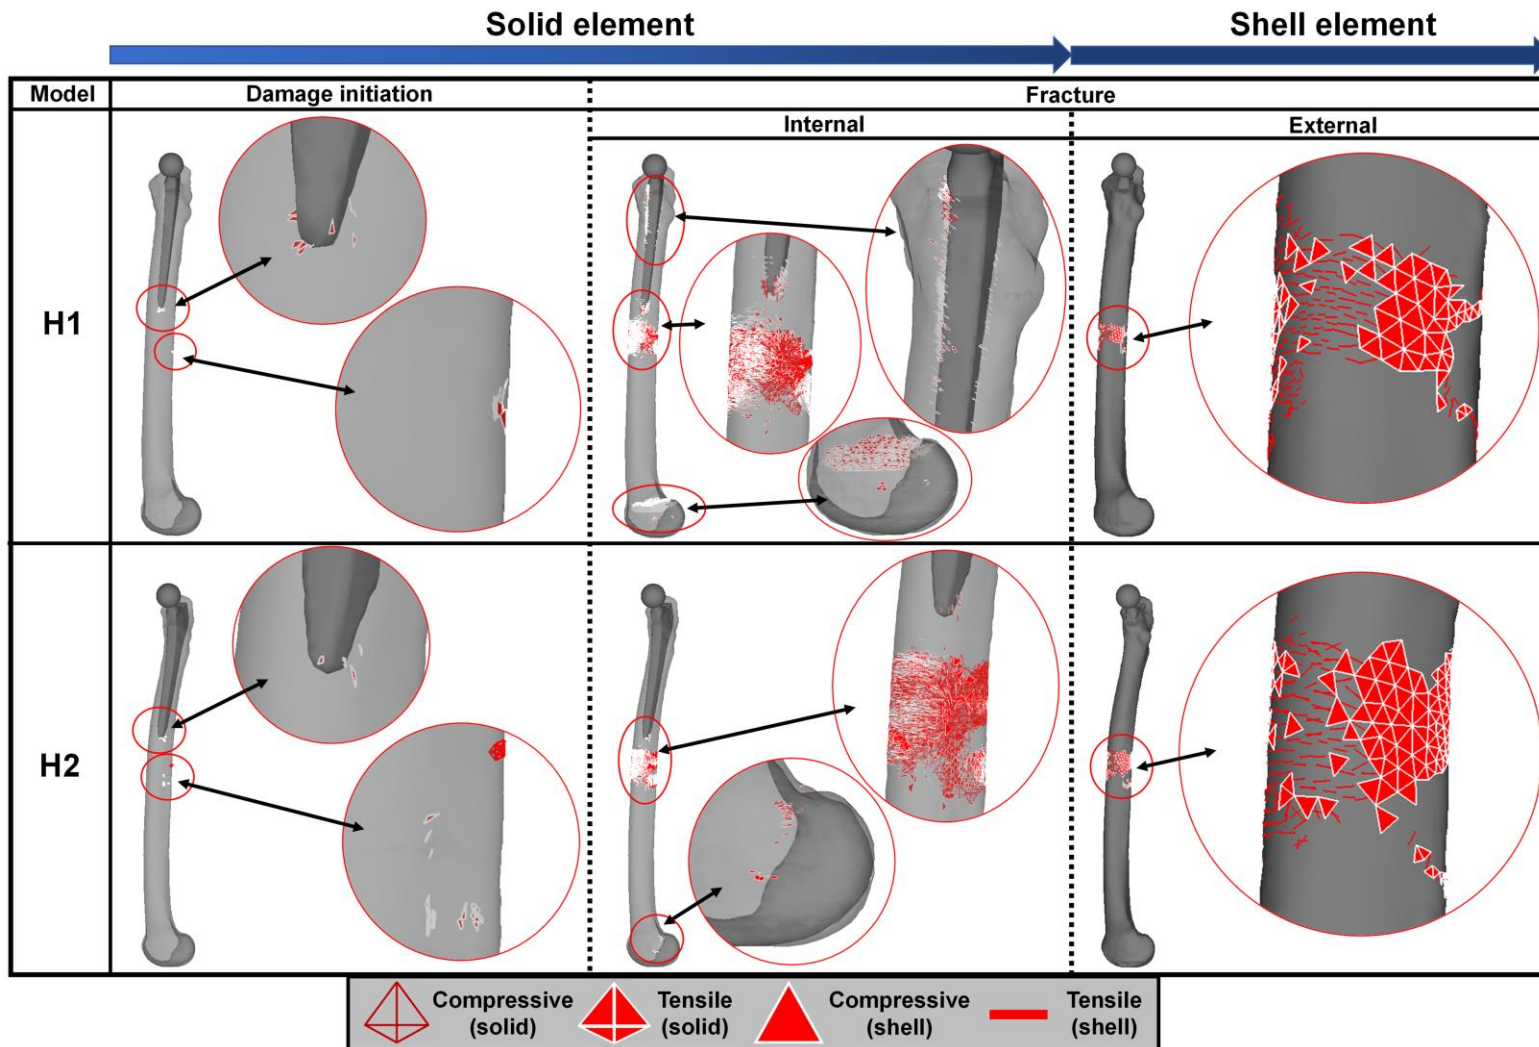 Solid element
Shell element
Model
Damage initiation
Fracture
Internal
External
H1
H2
Compressive
(solid)
Tensile
(solid)
Compressive
(shell)
Tensile
(shell)